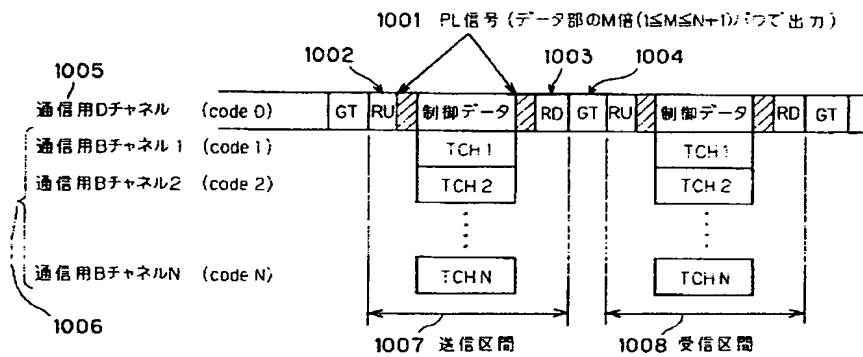 1001 PL信号(データ部のM倍(1≦M≦N+1)パワで出力)
1002
1003
1004
1005
通信用Dチャネル (code 0) GT RU 制御データ RD GT RU 制御データ RD GT
通信用Bチャネル1 (code 1) TCH 1 TCH 1
通信用Bチャネル2 (code 2) TCH 2 TCH 2
通信用BチャネルN (code N) TCH N TCH N
1006
1007 送信区間
1008 受信区間